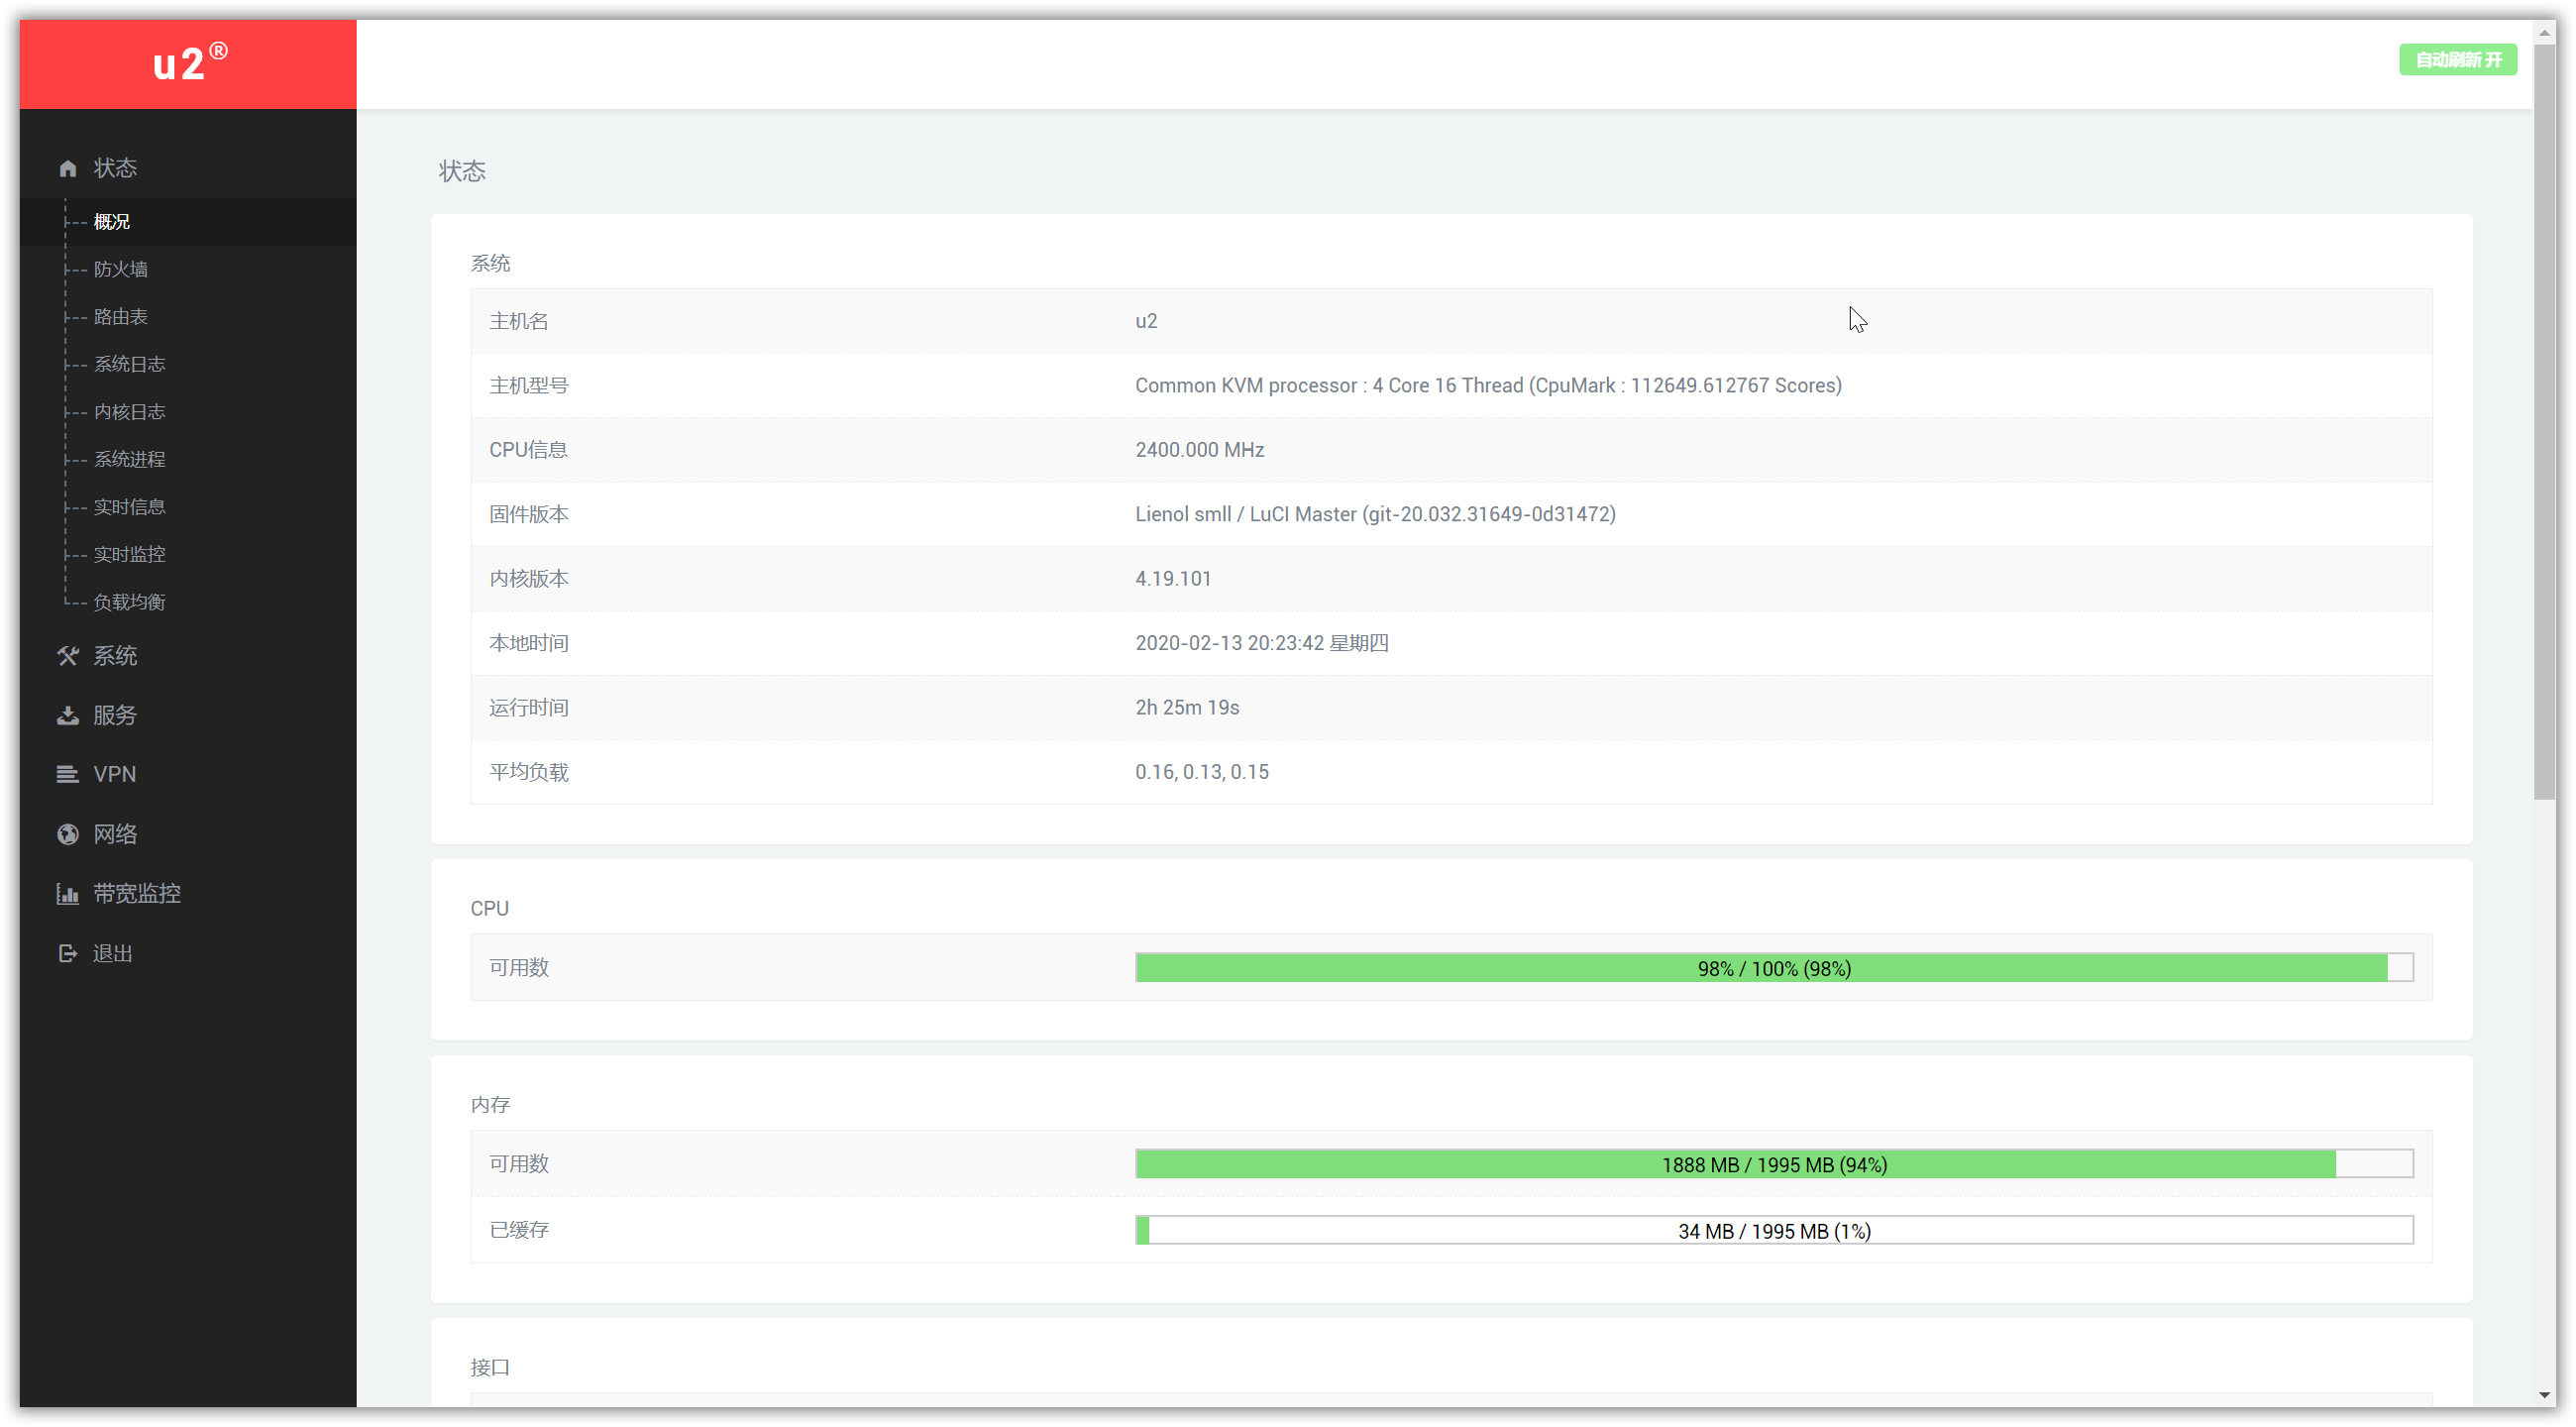 u2®
自动刷新 开
状态
概况
防火墙
路由表
系统日志
内核日志
系统进程
实时信息
实时监控
负载均衡
系统
服务
VPN
网络
带宽监控
退出
状态
系统
主机名 u2
主机型号 Common KVM processor : 4 Core 16 Thread (CpuMark : 112649.612767 Scores)
CPU信息 2400.000 MHz
固件版本 Lienol smll / LuCI Master (git-20.032.31649-0d31472)
内核版本 4.19.101
本地时间 2020-02-13 20:23:42 星期四
运行时间 2h 25m 19s
平均负载 0.16, 0.13, 0.15
CPU
可用数 98% / 100% (98%)
内存
可用数 1888 MB / 1995 MB (94%)
已缓存 34 MB / 1995 MB (1%)
接口